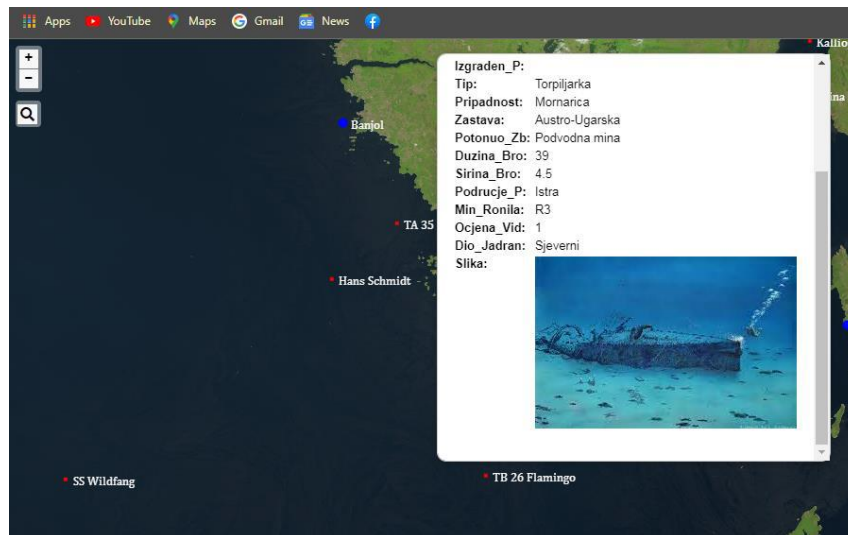 Apps YouTube Maps Gmail News
Kallio
+
-
ina
Banjol
TA 35
Hans Schmidt
SS Wildfang
TB 26 Flamingo
Izgraden_P:
Tip: Torpiljarka
Pripadnost: Mornarica
Zastava: Austro-Ugarska
Potonuo_Zb: Podvodna mina
Duzina_Bro: 39
Sirina_Bro: 4.5
Podrucje_P: Istra
Min_Ronila: R3
Ocjena_Vid: 1
Dio_Jadran: Sjeverni
Slika: